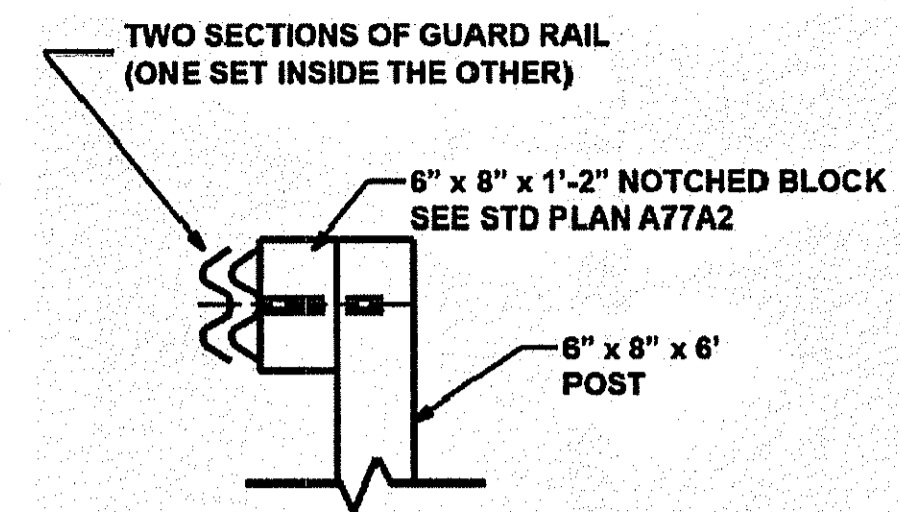 TWO SECTIONS OF GUARD RAIL
(ONE SET INSIDE THE OTHER)
6" x 8" x 1'-2" NOTCHED BLOCK
SEE STD PLAN A77A2
6" x 8" x 6'
POST